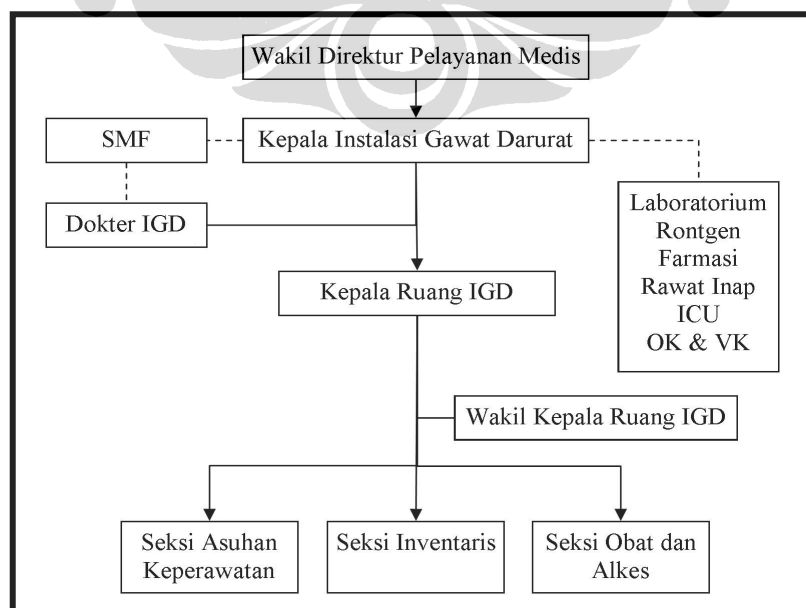 Wakil Direktur Pelayanan Medis
SMF
Kepala Instalasi Gawat Darurat
Dokter IGD
Laboratorium
Rontgen
Farmasi
Rawat Inap
ICU
OK & VK
Kepala Ruang IGD
Wakil Kepala Ruang IGD
Seksi Asuhan
Keperawatan
Seksi Inventaris
Seksi Obat dan
Alkes